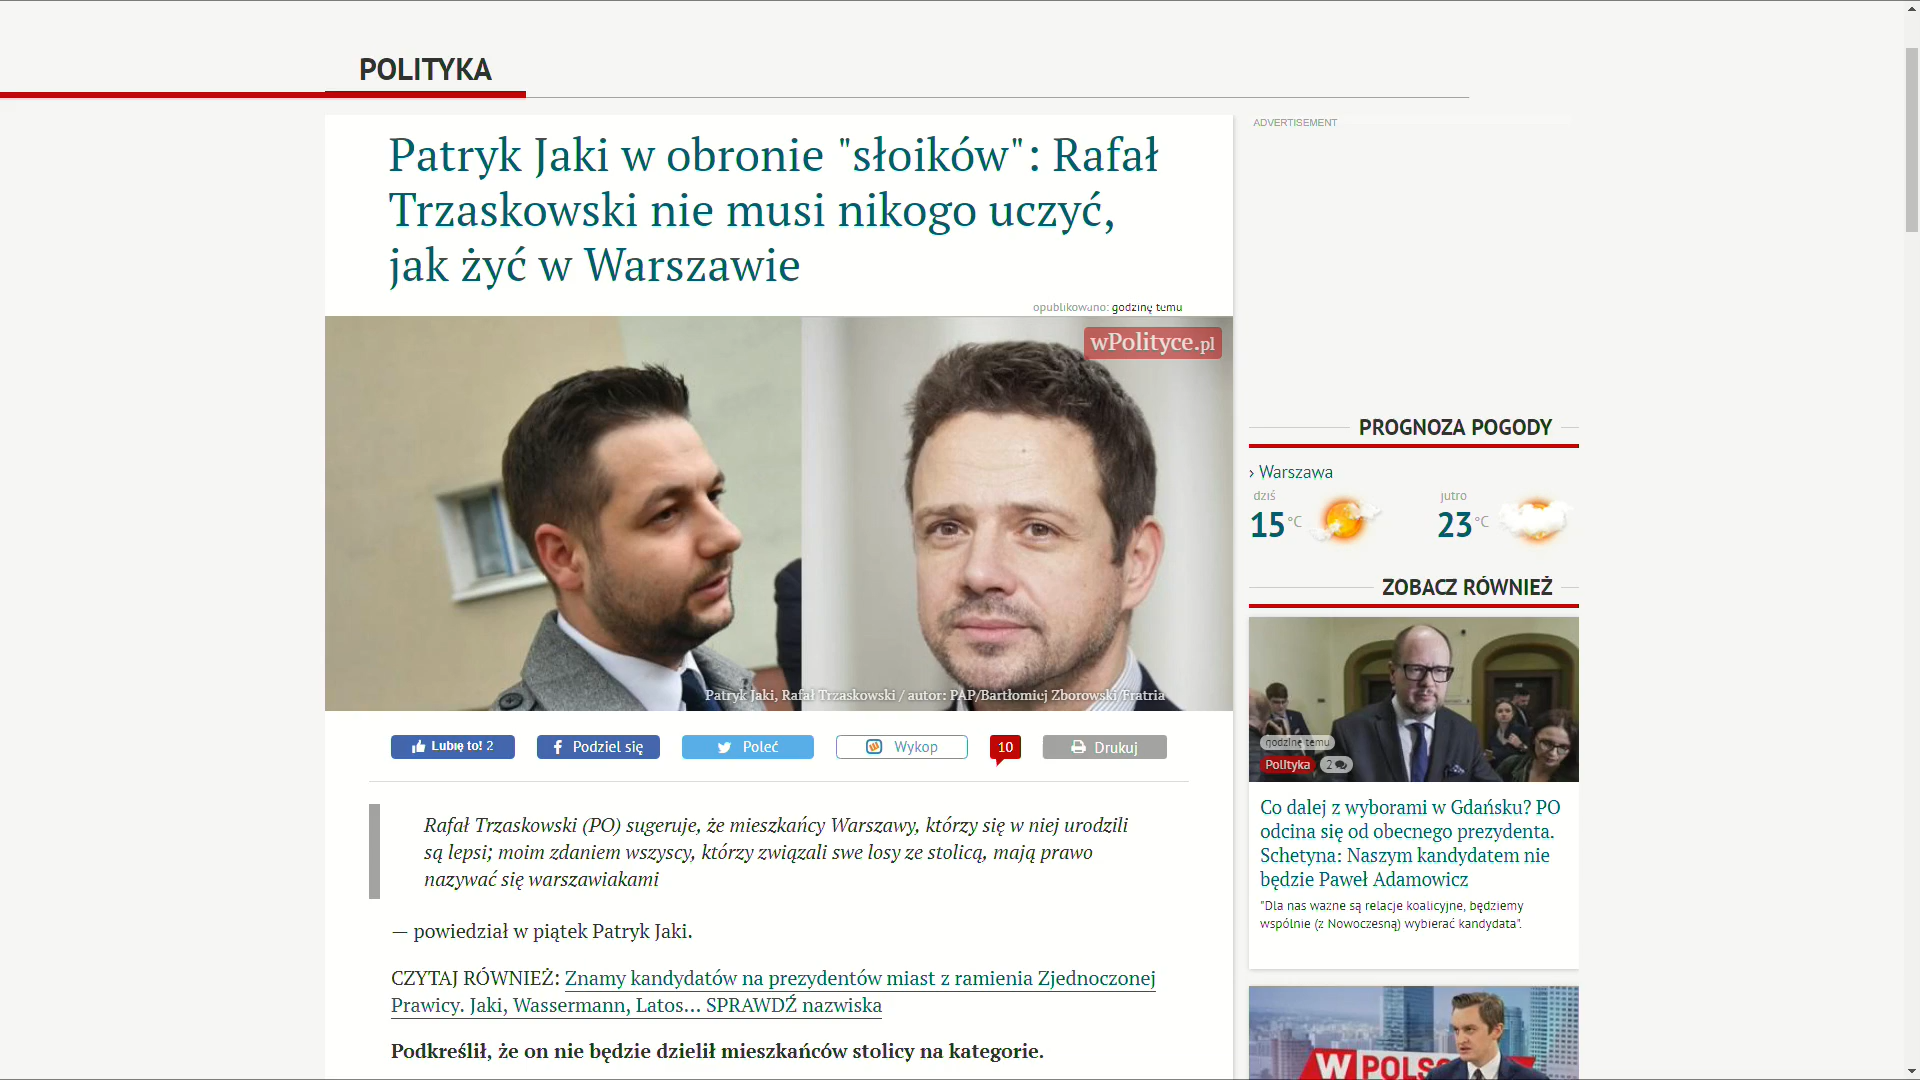 POLITYKA
Patryk Jaki w obronie "słoików": Rafał
Trzaskowski nie musi nikogo uczyć,
jak żyć w Warszawie
opublikowano: godzinę temu
wPolityce.pl
Patryk Jaki, Rafał Trzaskowski / autor: PAP/Bartłomiej Zborowski/Fratria
Lubię to! 2
Podziel się
Poleć
Wykop
10
Drukuj
Rafał Trzaskowski (PO) sugeruje, że mieszkańcy Warszawy, którzy się w niej urodzili
są lepsi; moim zdaniem wszyscy, którzy związali swe losy ze stolicą, mają prawo
nazywać się warszawiakami
— powiedział w piątek Patryk Jaki.
CZYTAJ RÓWNIEŻ: Znamy kandydatów na prezydentów miast z ramienia Zjednoczonej
Prawicy. Jaki, Wassermann, Latos... SPRAWDŹ nazwiska
Podkreślił, że on nie będzie dzielił mieszkańców stolicy na kategorie.
ADVERTISEMENT
PROGNOZA POGODY
› Warszawa
dziś
15 °C
jutro
23 °C
ZOBACZ RÓWNIEŻ
godzinę temu
Polityka 2
Co dalej z wyborami w Gdańsku? PO
odcina się od obecnego prezydenta.
Schetyna: Naszym kandydatem nie
będzie Paweł Adamowicz
"Dla nas ważne są relacje koalicyjne, będziemy
wspólnie (z Nowoczesną) wybierać kandydata".
W POLSC